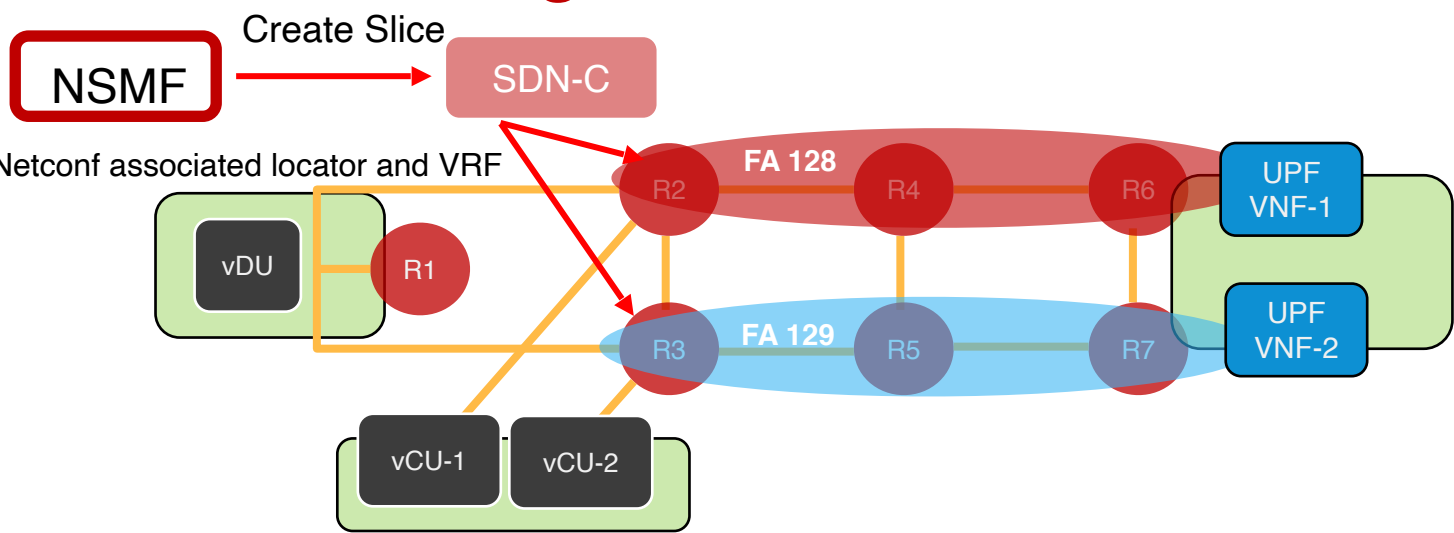 Create Slice
NSMF
SDN-C
Netconf associated locator and VRF
FA 128
R2
R4
R6
UPF
VNF-1
vDU
R1
FA 129
R3
R5
R7
UPF
VNF-2
vCU-1
vCU-2